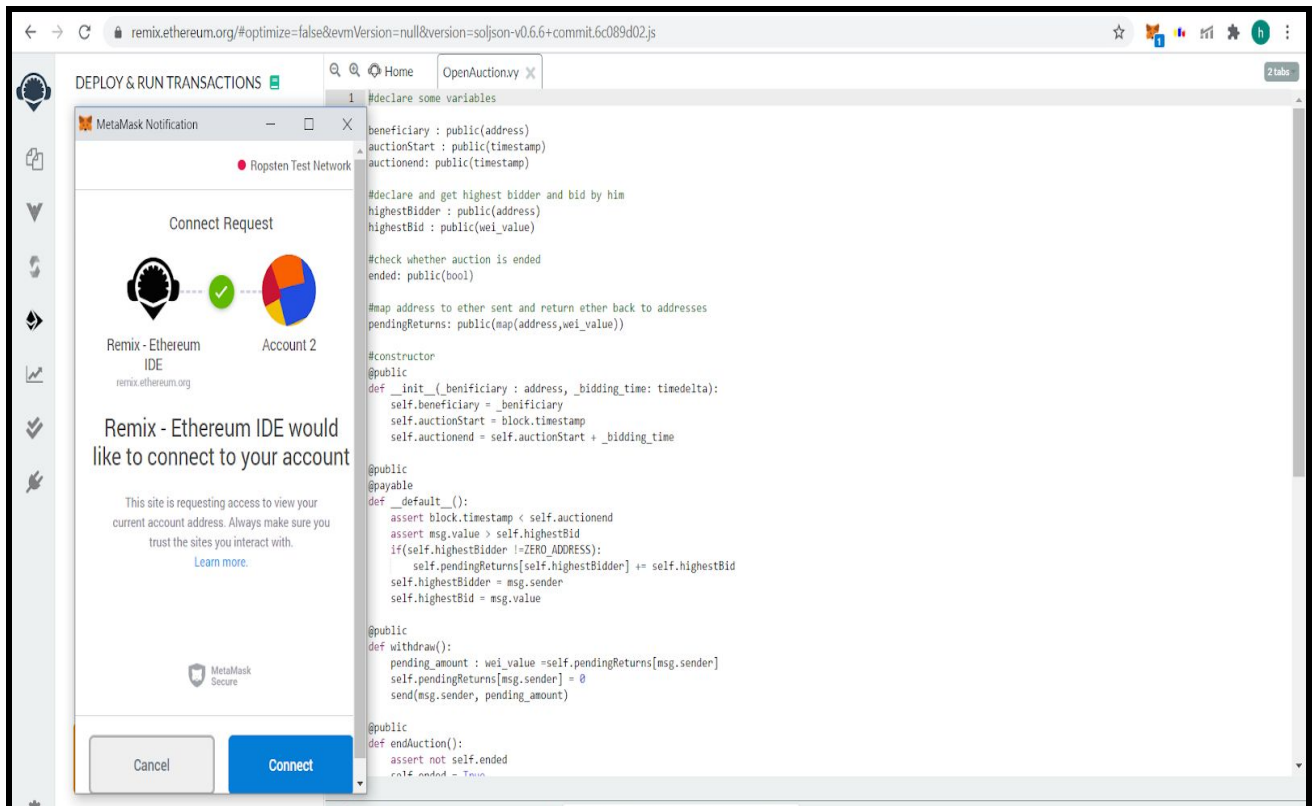 remix.ethereum.org/#optimize=false&evmVersion=null&version=soljson-v0.6.6+commit.6c089d02.js
1
h
DEPLOY & RUN TRANSACTIONS
Home
OpenAuction.vy
2 tabs
MetaMask Notification
Ropsten Test Network
Connect Request
Remix - Ethereum
IDE
remix.ethereum.org
Account 2
Remix - Ethereum IDE would
like to connect to your account
This site is requesting access to view your
current account address. Always make sure you
trust the sites you interact with.
Learn more.
MetaMask
Secure
Cancel
Connect
1 #declare some variables
beneficiary : public(address)
auctionStart : public(timestamp)
auctionend: public(timestamp)
#declare and get highest bidder and bid by him
highestBidder : public(address)
highestBid : public(wei_value)
#check whether auction is ended
ended: public(bool)
#map address to ether sent and return ether back to addresses
pendingReturns: public(map(address,wei_value))
#constructor
@public
def __init__(_benificiary : address, _bidding_time: timedelta):
self.beneficiary = _benificiary
self.auctionStart = block.timestamp
self.auctionend = self.auctionStart + _bidding_time
@public
@payable
def __default__():
assert block.timestamp < self.auctionend
assert msg.value > self.highestBid
if(self.highestBidder !=ZERO_ADDRESS):
self.pendingReturns[self.highestBidder] += self.highestBid
self.highestBidder = msg.sender
self.highestBid = msg.value
@public
def withdraw():
pending_amount : wei_value =self.pendingReturns[msg.sender]
self.pendingReturns[msg.sender] = 0
send(msg.sender, pending_amount)
@public
def endAuction():
assert not self.ended
self.ended = True